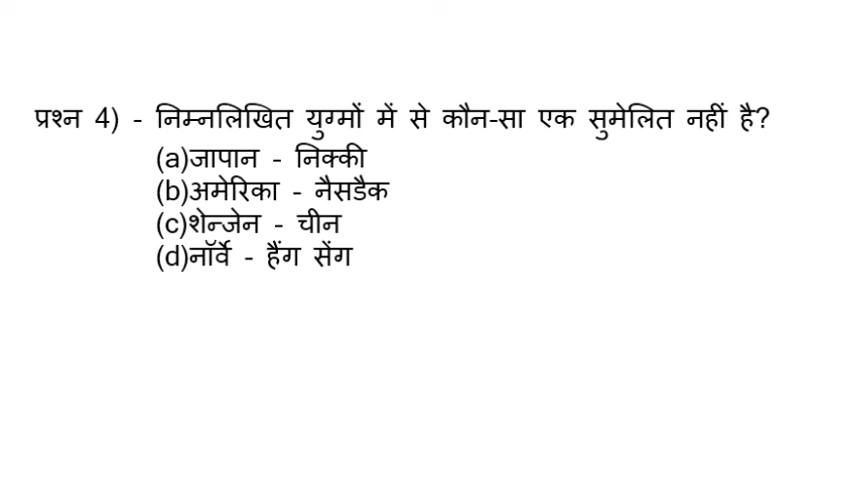 प्रश्न 4) - निम्नलिखित युग्मों में से कौन-सा एक सुमेलित नहीं है?
(a)जापान - निक्की
(b)अमेरिका - नैसडैक
(c)शेन्जेन - चीन
(d)नॉर्वे - हैंग सेंग